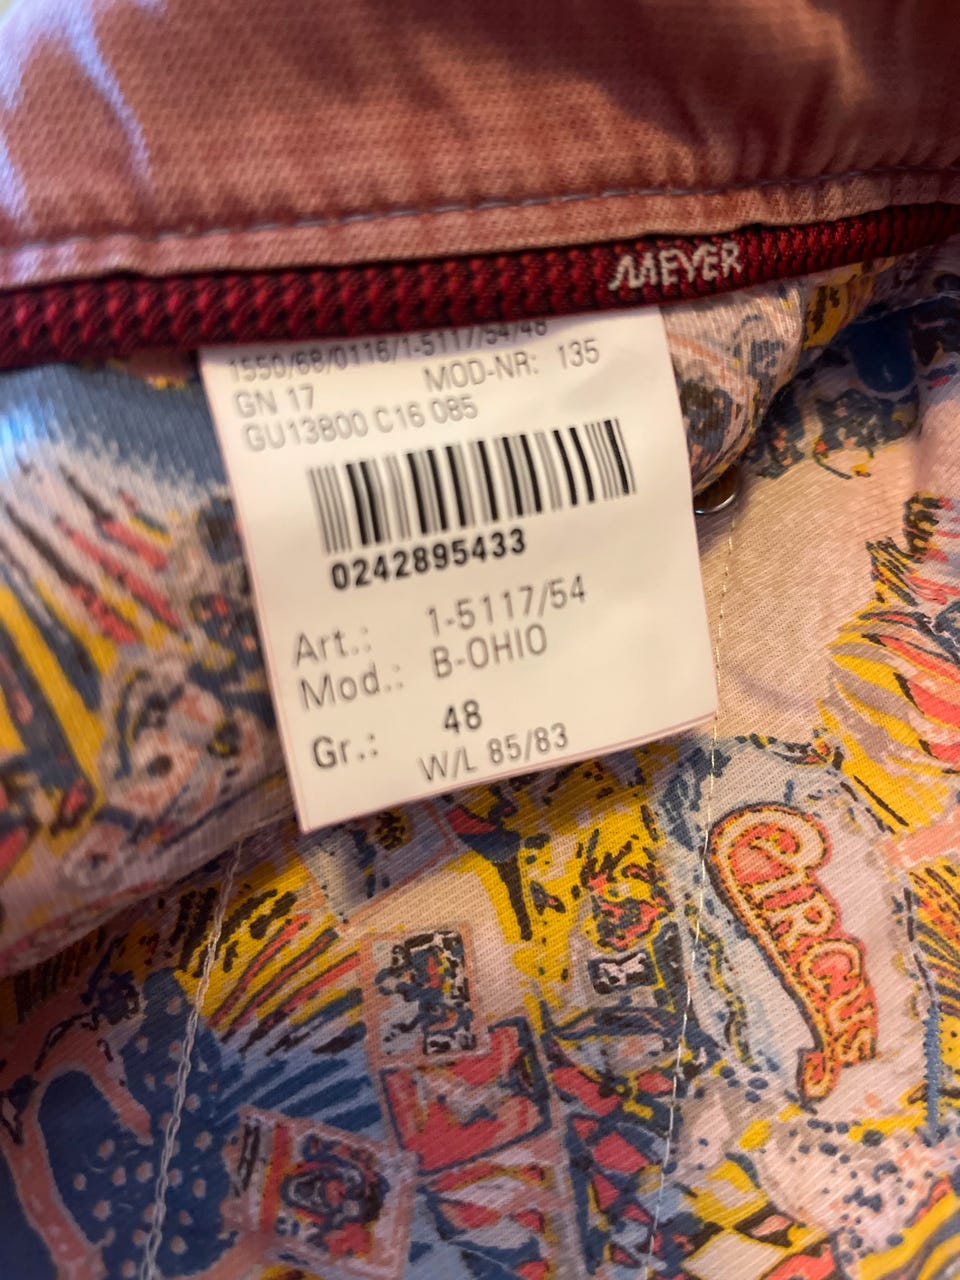 MEYER
1550/68/0116/1-5117/54/48
GN 17 MOD-NR: 135
GU13800 C16 085
0242895433
Art.: 1-5117/54
Mod.: B-OHIO
Gr.: 48
W/L 85/83
CIRCUS